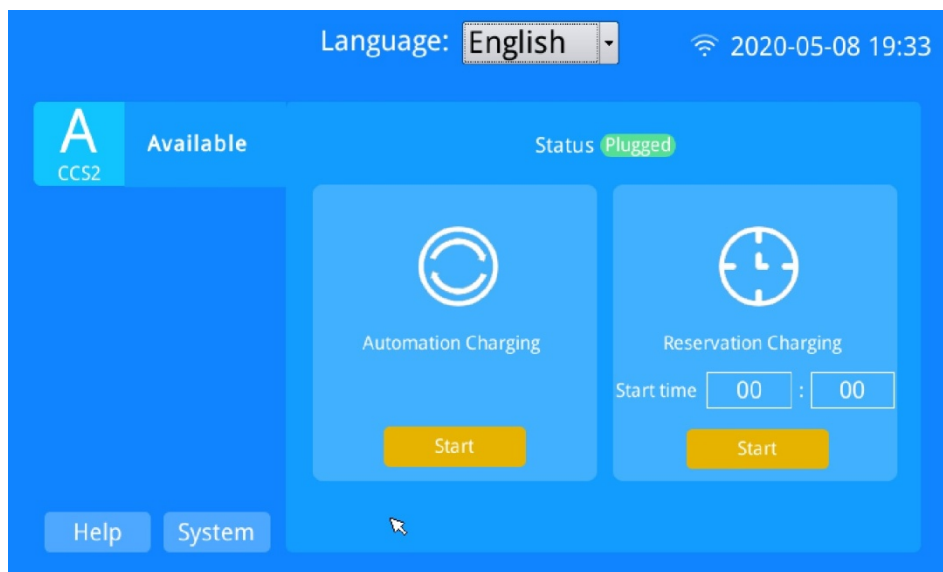 Language: English
2020-05-08 19:33
A
CCS2
Available
Status Plugged
Automation Charging
Start
Reservation Charging
Start time 00 : 00
Start
Help
System